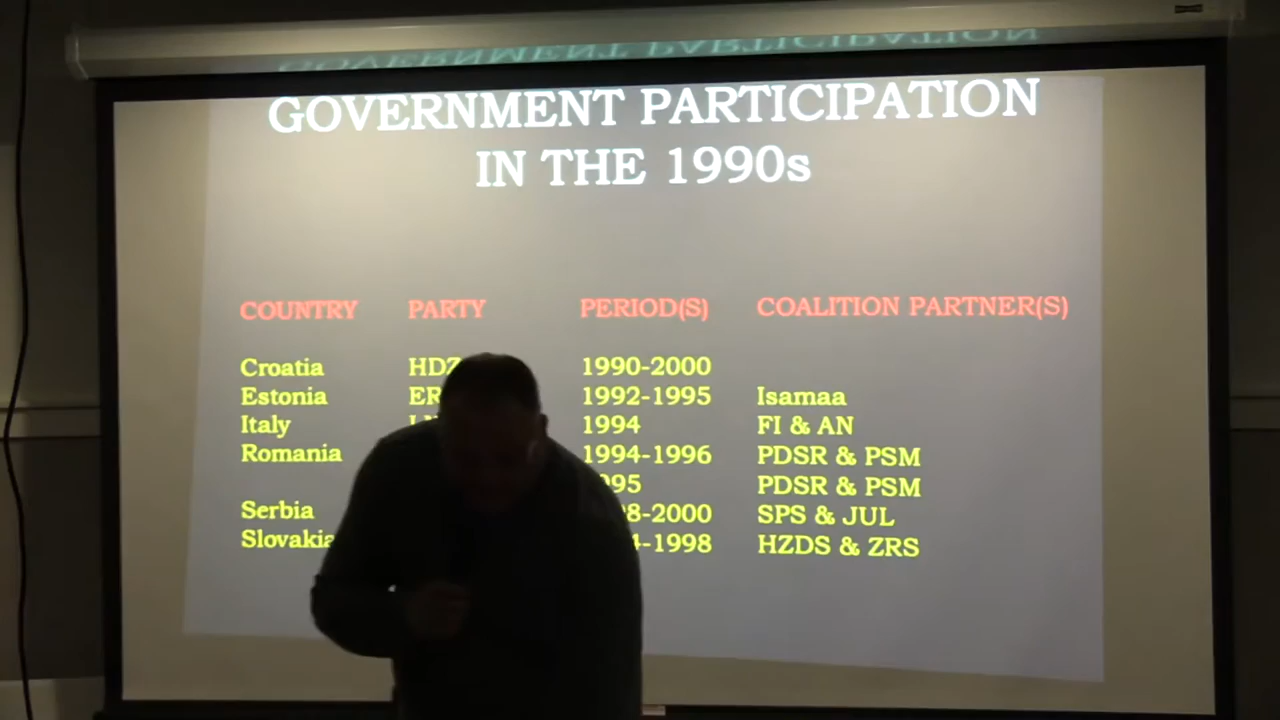 GOVERNMENT PARTICIPATION
IN THE 1990s
COUNTRY PARTY PERIOD(S) COALITION PARTNER(S)
Croatia HDZ 1990-2000
Estonia 1992-1995 Isamaa
Italy 1994 FI & AN
Romania 1994-1996 PDSR & PSM
PDSR & PSM
Serbia SPS & JUL
Slovakia HZDS & ZRS